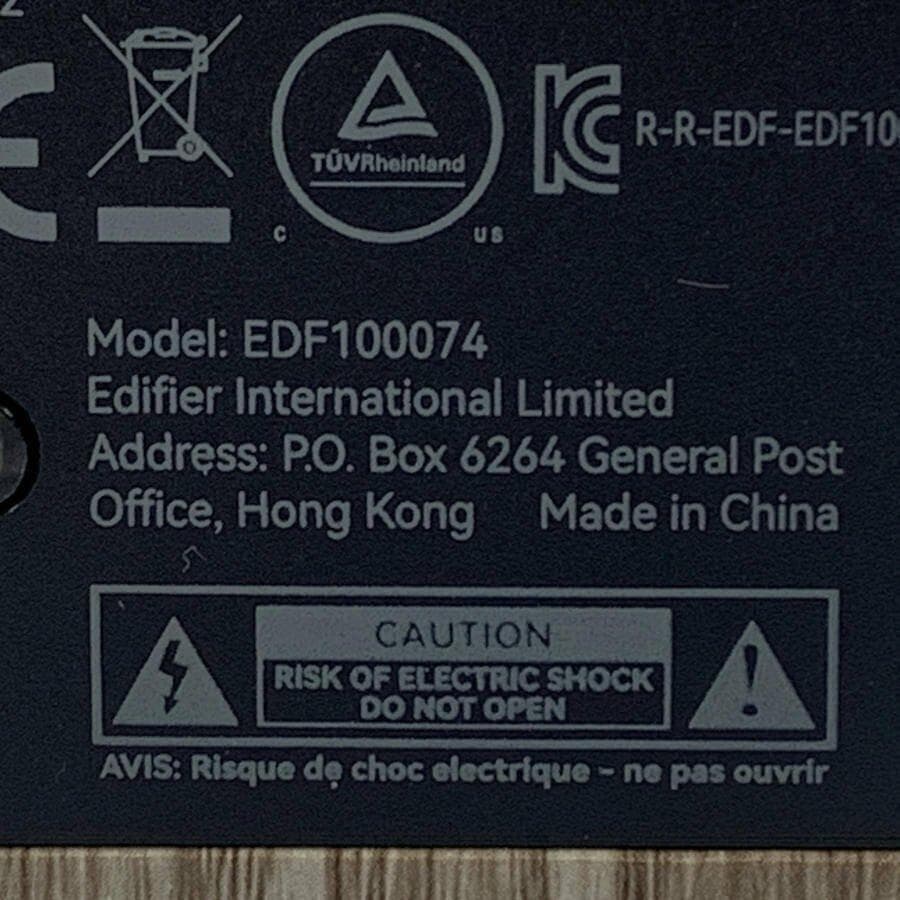 TÜVRheinland
C US
R-R-EDF-EDF10
Model: EDF100074
Edifier International Limited
Address: P.O. Box 6264 General Post
Office, Hong Kong Made in China
CAUTION
RISK OF ELECTRIC SHOCK
DO NOT OPEN
AVIS: Risque de choc electrique - ne pas ouvrir